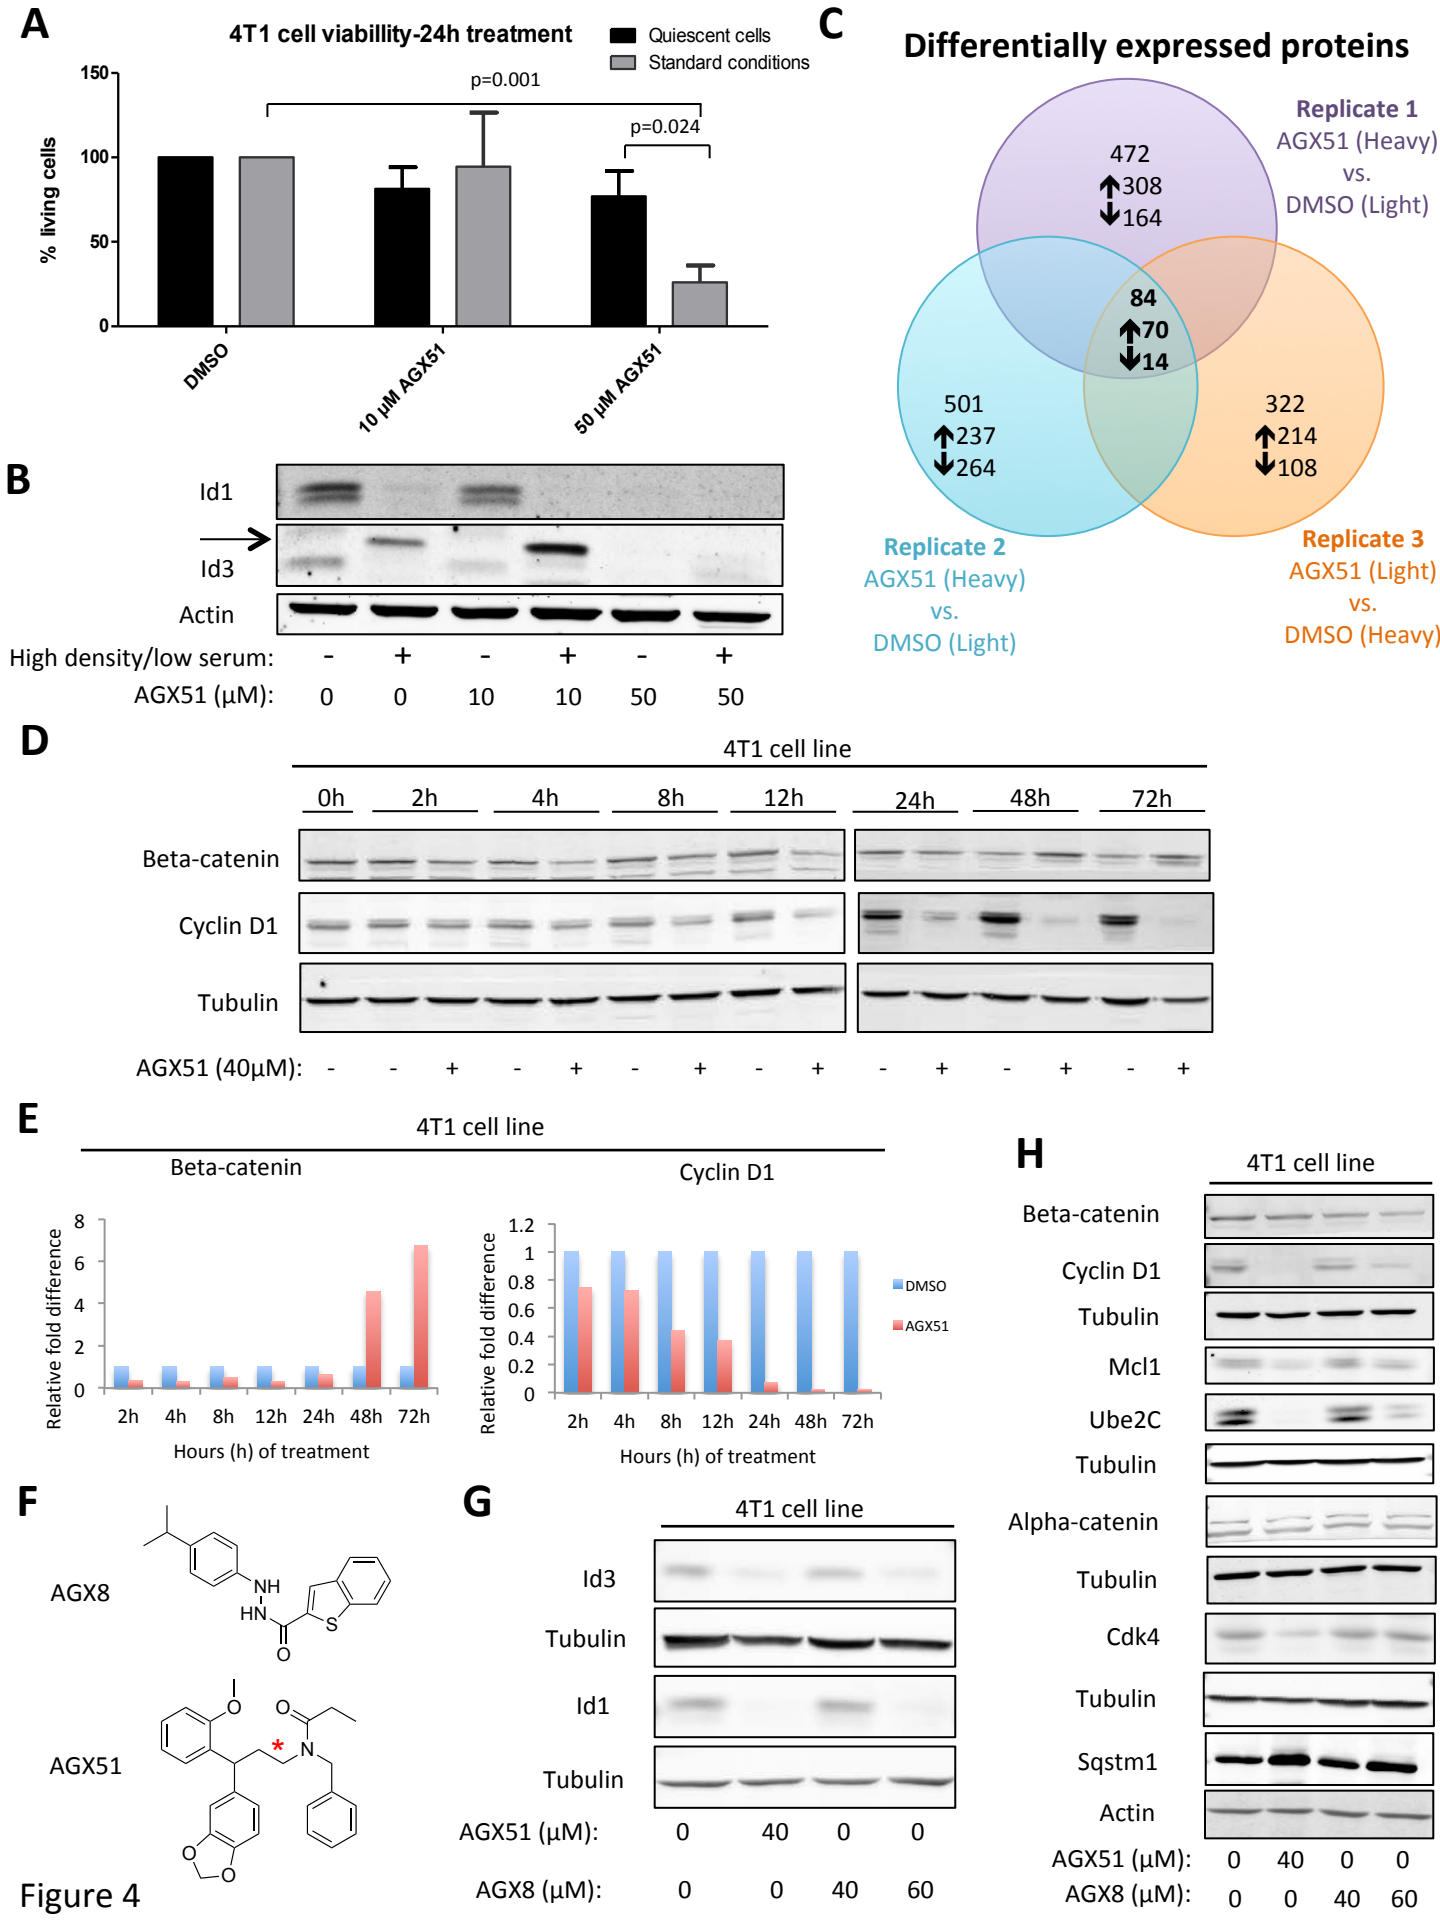 A
4T1 cell viabillity-24h treatment
Quiescent cells
Standard conditions
% living cells
150
100
50
0
p=0.001
p=0.024
DMSO
10 µM AGX51
50 µM AGX51
B
Id1
Id3
Actin
High density/low serum: - + - + - +
AGX51 (µM): 0 0 10 10 50 50
C
Differentially expressed proteins
Replicate 1
AGX51 (Heavy)
vs.
DMSO (Light)
472
↑308
↓164
84
↑70
↓14
501
↑237
↓264
322
↑214
↓108
Replicate 2
AGX51 (Heavy)
vs.
DMSO (Light)
Replicate 3
AGX51 (Light)
vs.
DMSO (Heavy)
D
4T1 cell line
0h 2h 4h 8h 12h 24h 48h 72h
Beta-catenin
Cyclin D1
Tubulin
AGX51 (40µM): - - + - + - + - + - + - + - +
E
4T1 cell line
Beta-catenin
Relative fold difference
8
6
4
2
0
2h 4h 8h 12h 24h 48h 72h
Hours (h) of treatment
Cyclin D1
Relative fold difference
1.2
1
0.8
0.6
0.4
0.2
0
2h 4h 8h 12h 24h 48h 72h
Hours (h) of treatment
DMSO
AGX51
F
AGX8
NH
HN
O
S
AGX51
O
O
N
*
O
O
G
4T1 cell line
Id3
Tubulin
Id1
Tubulin
AGX51 (µM): 0 40 0 0
AGX8 (µM): 0 0 40 60
H
4T1 cell line
Beta-catenin
Cyclin D1
Tubulin
Mcl1
Ube2C
Tubulin
Alpha-catenin
Tubulin
Cdk4
Tubulin
Sqstm1
Actin
AGX51 (µM): 0 40 0 0
AGX8 (µM): 0 0 40 60
Figure 4